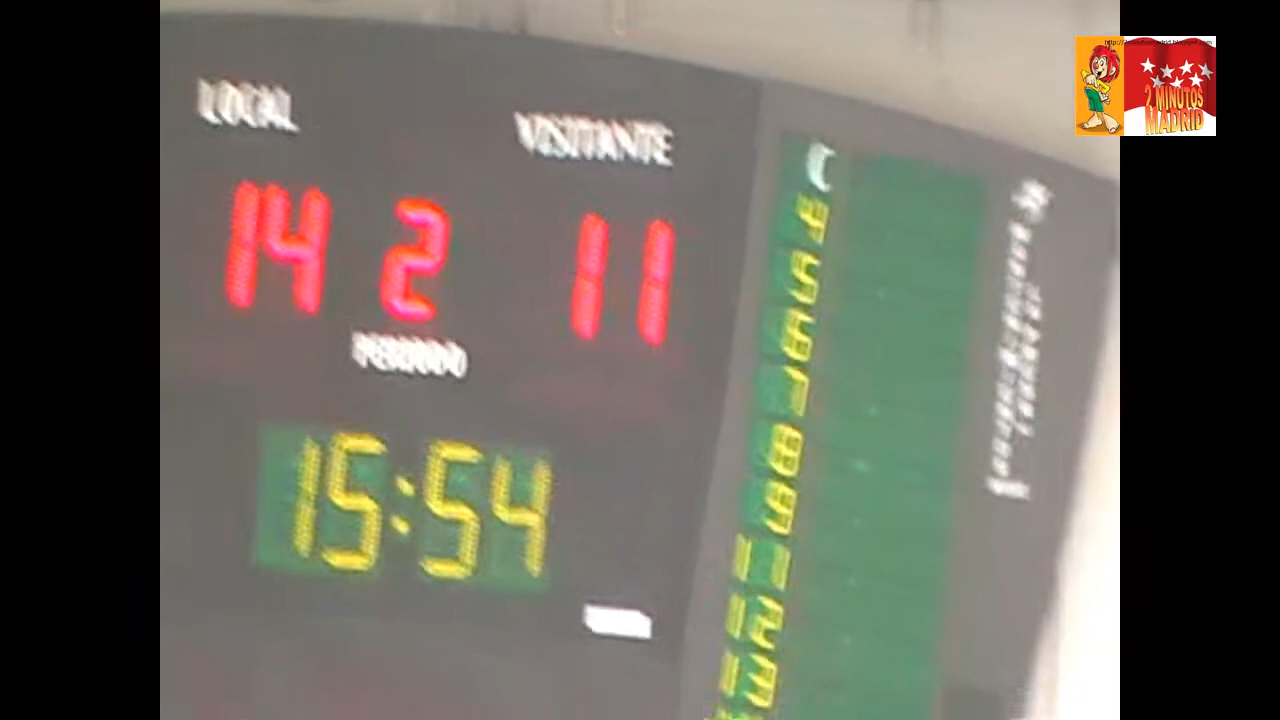 LOCAL
VISITANTE
14 2 11
PERIODO
15:54
C
4
5
6
7
8
9
11
12
13
2 MINUTOS
MADRID